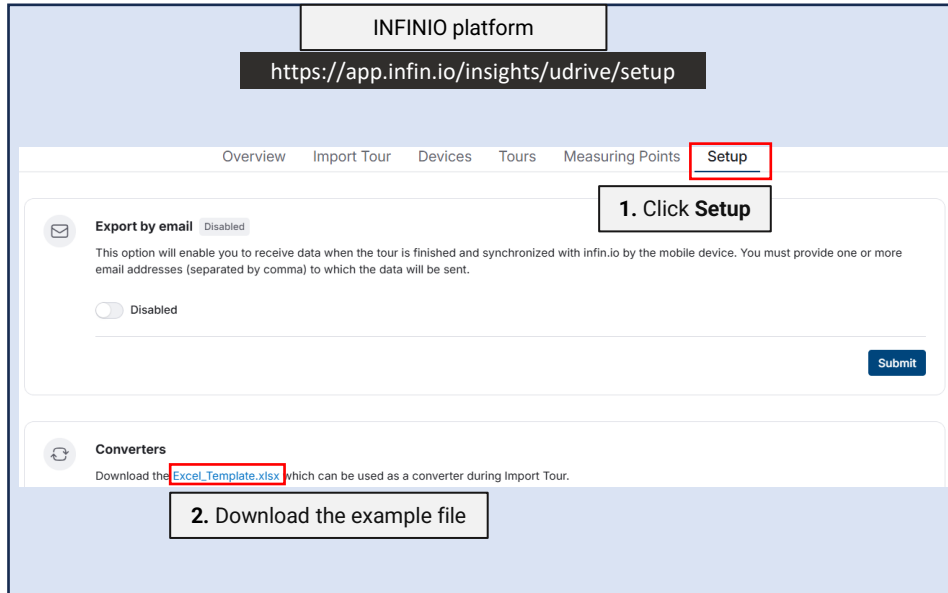 INFINIO platform
https://app.infin.io/insights/udrive/setup
Overview Import Tour Devices Tours Measuring Points Setup
1. Click Setup
Export by email Disabled
This option will enable you to receive data when the tour is finished and synchronized with infin.io by the mobile device. You must provide one or more
email addresses (separated by comma) to which the data will be sent.
Disabled
Submit
Converters
Download the Excel_Template.xlsx which can be used as a converter during Import Tour.
2. Download the example file